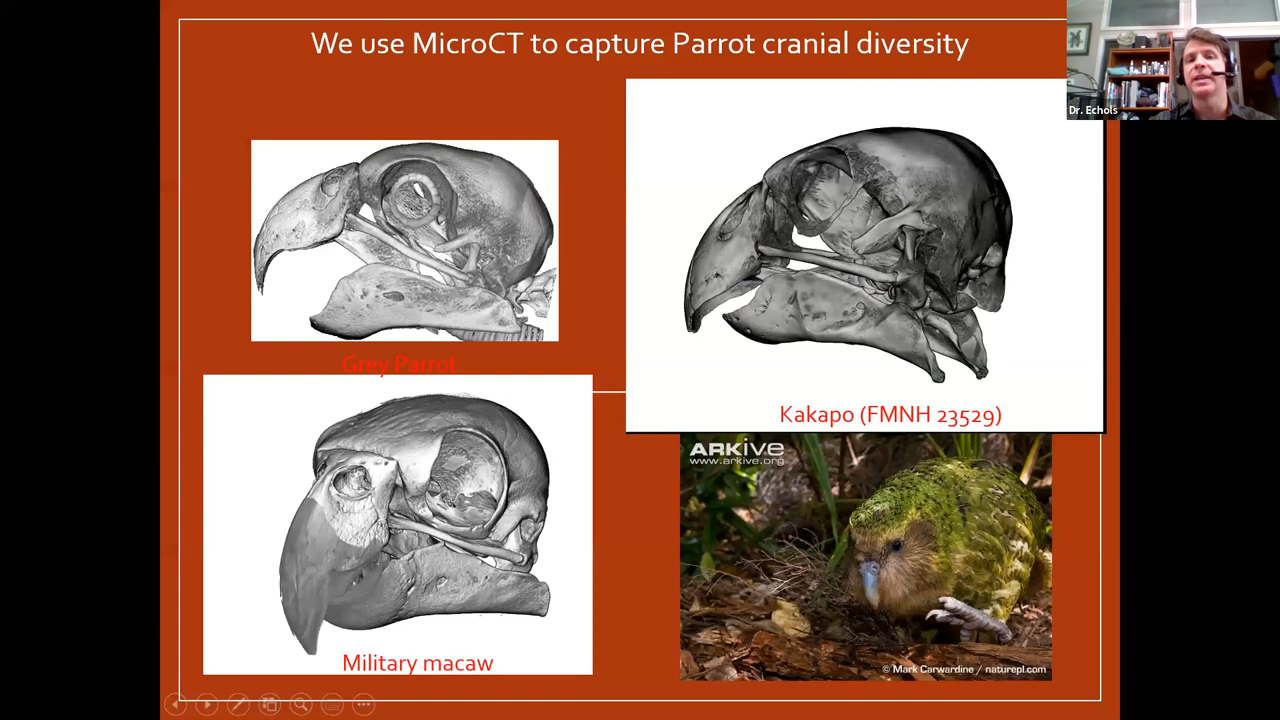 We use MicroCT to capture Parrot cranial diversity
Dr. Echols
Grey Parrot
Kakapo (FMNH 23529)
ARKive
www.arkive.org
Military macaw
© Mark Carwardine / naturepl.com